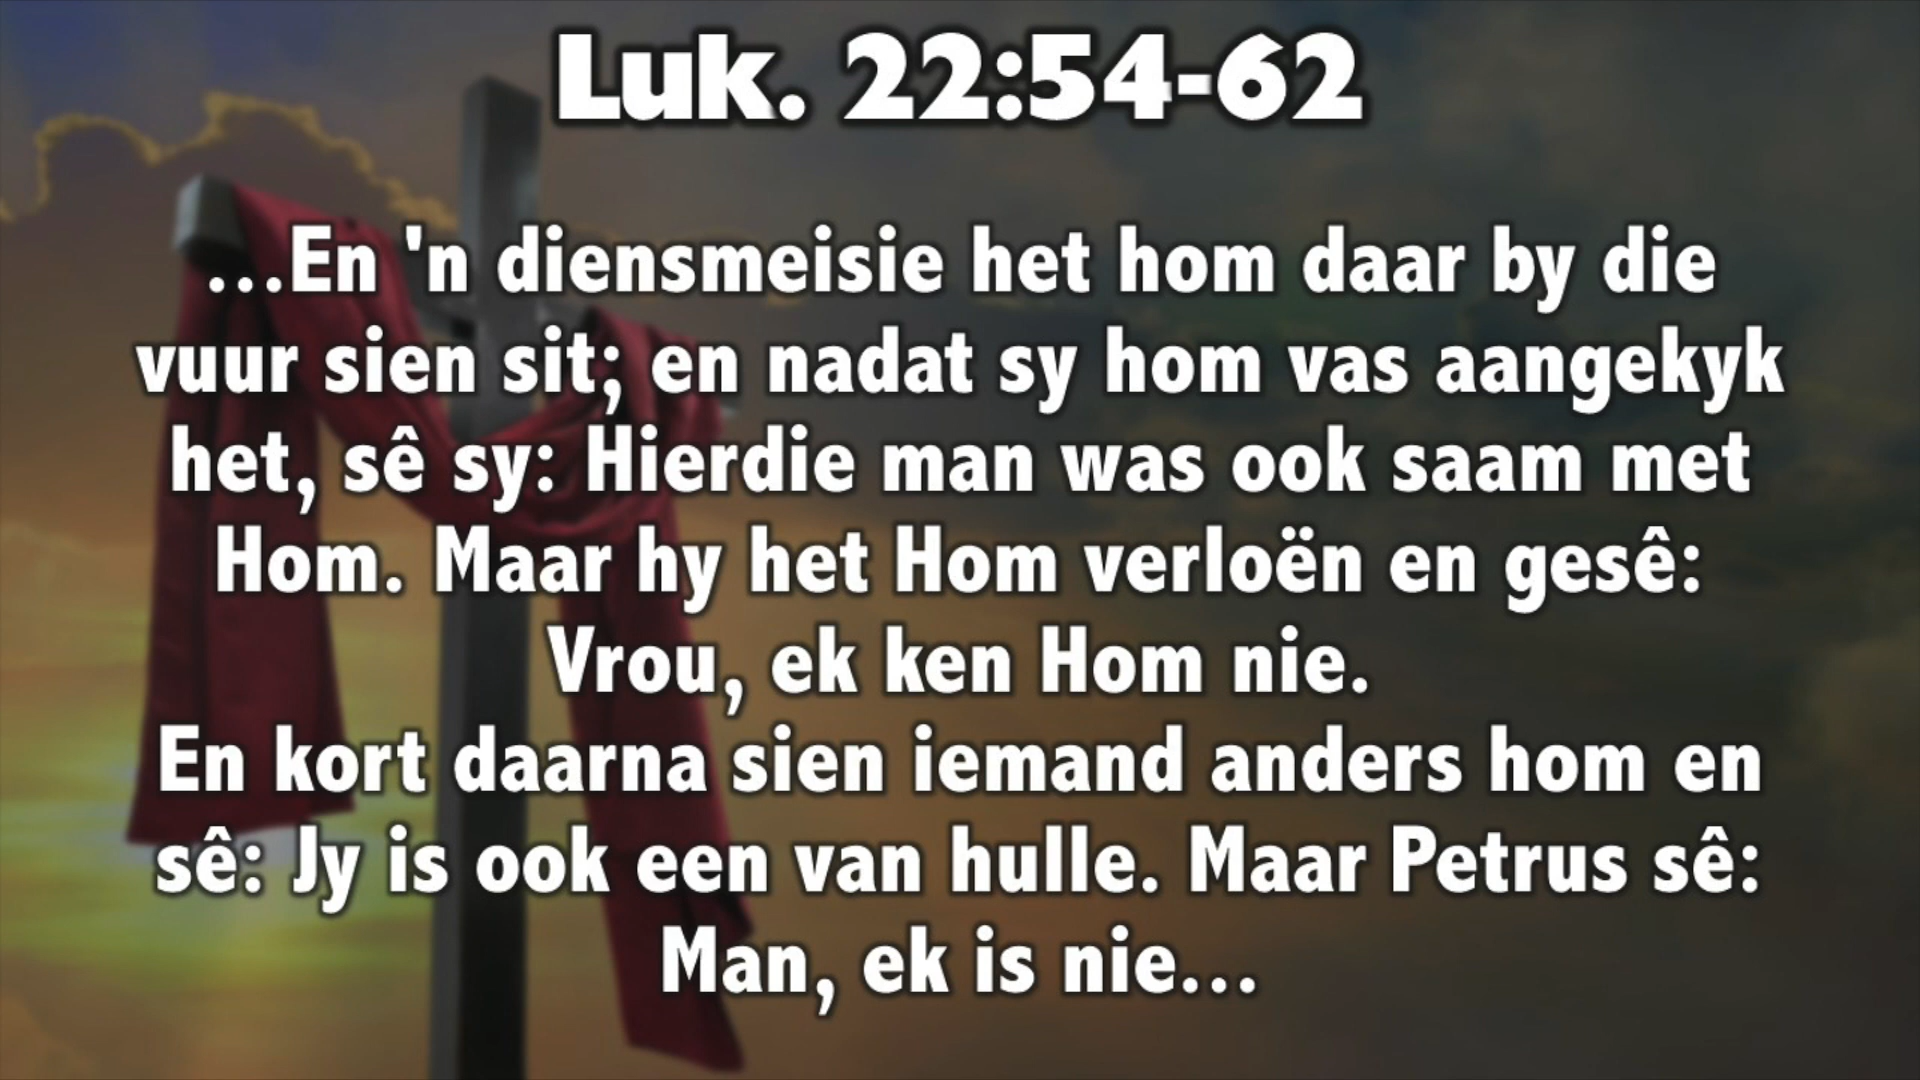 Luk. 22:54-62
...En 'n diensmeisie het hom daar by die
vuur sien sit; en nadat sy hom vas aangekyk
het, sê sy: Hierdie man was ook saam met
Hom. Maar hy het Hom verloën en gesê:
Vrou, ek ken Hom nie.
En kort daarna sien iemand anders hom en
sê: Jy is ook een van hulle. Maar Petrus sê:
Man, ek is nie...